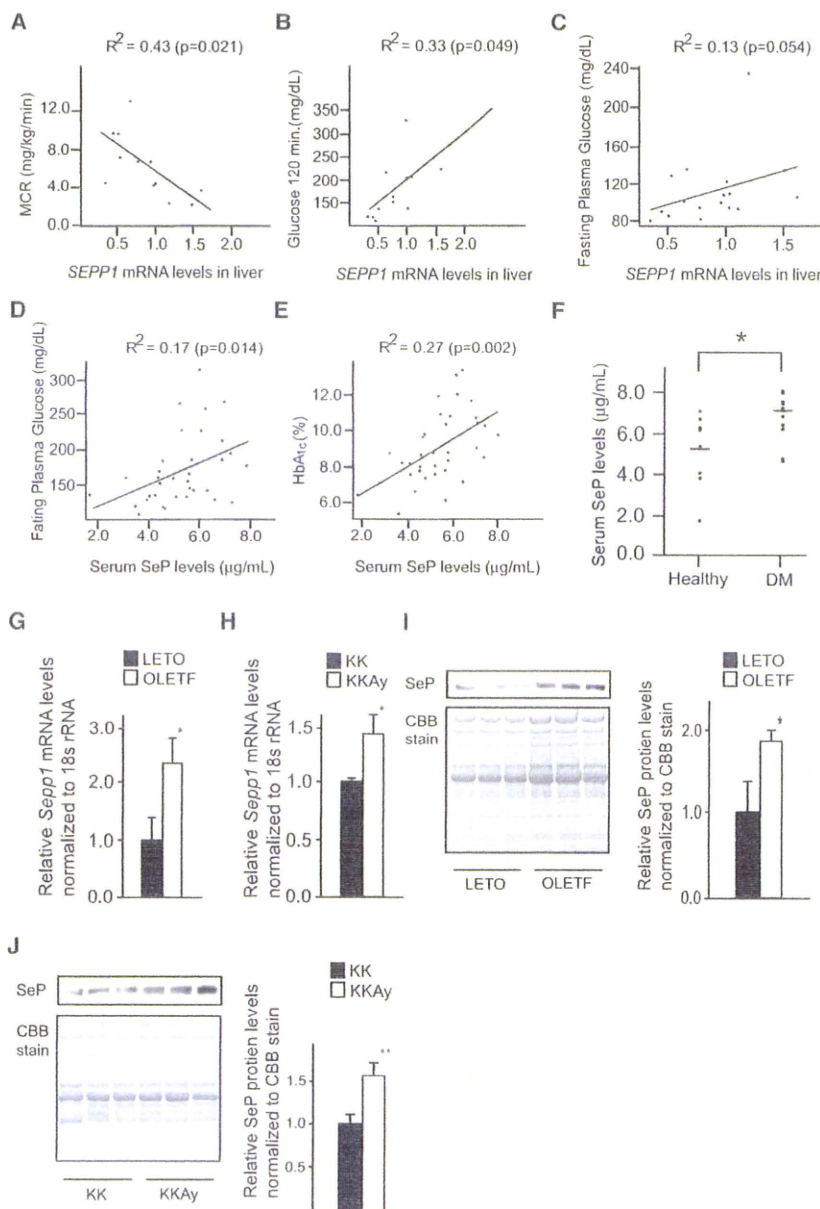 A
R2 = 0.43 (p=0.021)
MCR (mg/kg/min)
12.0
8.0
4.0
0.0
0.5 1.0 1.5 2.0
SEPP1 mRNA levels in liver
B
R2 = 0.33 (p=0.049)
Glucose 120 min.(mg/dL)
350
300
250
200
150
0.5 1.0 1.5 2.0
SEPP1 mRNA levels in liver
C
R2 = 0.13 (p=0.054)
Fasting Plasma Glucose (mg/dL)
240
200
160
120
80
0.5 1.0 1.5
SEPP1 mRNA levels in liver
D
R2 = 0.17 (p=0.014)
Fating Plasma Glucose (mg/dL)
300
250
200
150
2.0 4.0 6.0 8.0
Serum SeP levels (µg/mL)
E
R2 = 0.27 (p=0.002)
HbA1c(%)
12.0
10.0
8.0
6.0
2.0 4.0 6.0 8.0
Serum SeP levels (µg/mL)
F
*
Serum SeP levels (µg/mL)
8.0
6.0
4.0
2.0
0.0
Healthy DM
G
LETO
OLETF
Relative Sepp1 mRNA levels
normalized to 18s rRNA
3.0
2.0
1.0
0.0
*
H
KK
KKAy
Relative Sepp1 mRNA levels
normalized to 18s rRNA
1.5
1.0
0.5
0
*
I
SeP
CBB
stain
LETO OLETF
LETO
OLETF
Relative SeP protien levels
normalized to CBB stain
2.0
1.0
0.0
*
J
SeP
CBB
stain
KK KKAy
KK
KKAy
Relative SeP protien levels
normalized to CBB stain
1.5
1.0
0.5
**